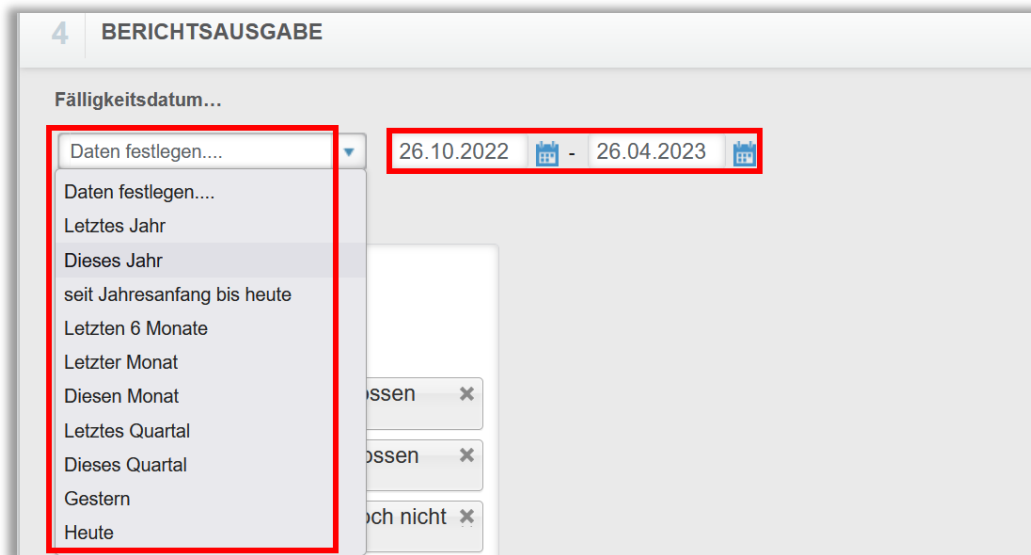 4 BERICHTSAUSGABE
Fälligkeitsdatum…
Daten festlegen.... 26.10.2022 - 26.04.2023
Daten festlegen....
Letztes Jahr
Dieses Jahr
seit Jahresanfang bis heute
Letzten 6 Monate
Letzter Monat
Diesen Monat
ossen
Letztes Quartal
Dieses Quartal
ossen
Gestern
och nicht
Heute